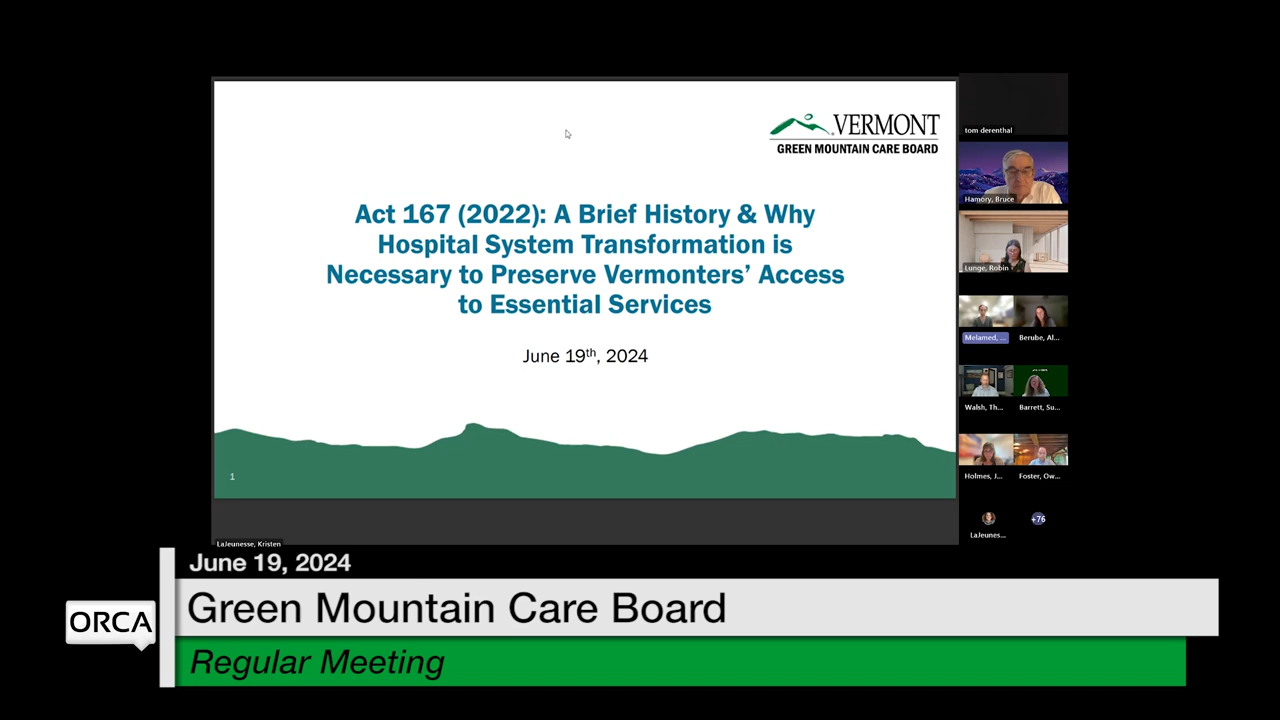 VERMONT
GREEN MOUNTAIN CARE BOARD
Act 167 (2022): A Brief History & Why
Hospital System Transformation is
Necessary to Preserve Vermonters’ Access
to Essential Services
June 19th, 2024
1
LaJeunesse, Kristen
tom derenthal
Hamory, Bruce
Lunge, Robin
Melamed, ...
Berube, Al...
Walsh, Th...
Barrett, Su...
Holmes, J...
Foster, Ow...
LaJeunes...
+76
June 19, 2024
ORCA
Green Mountain Care Board
Regular Meeting